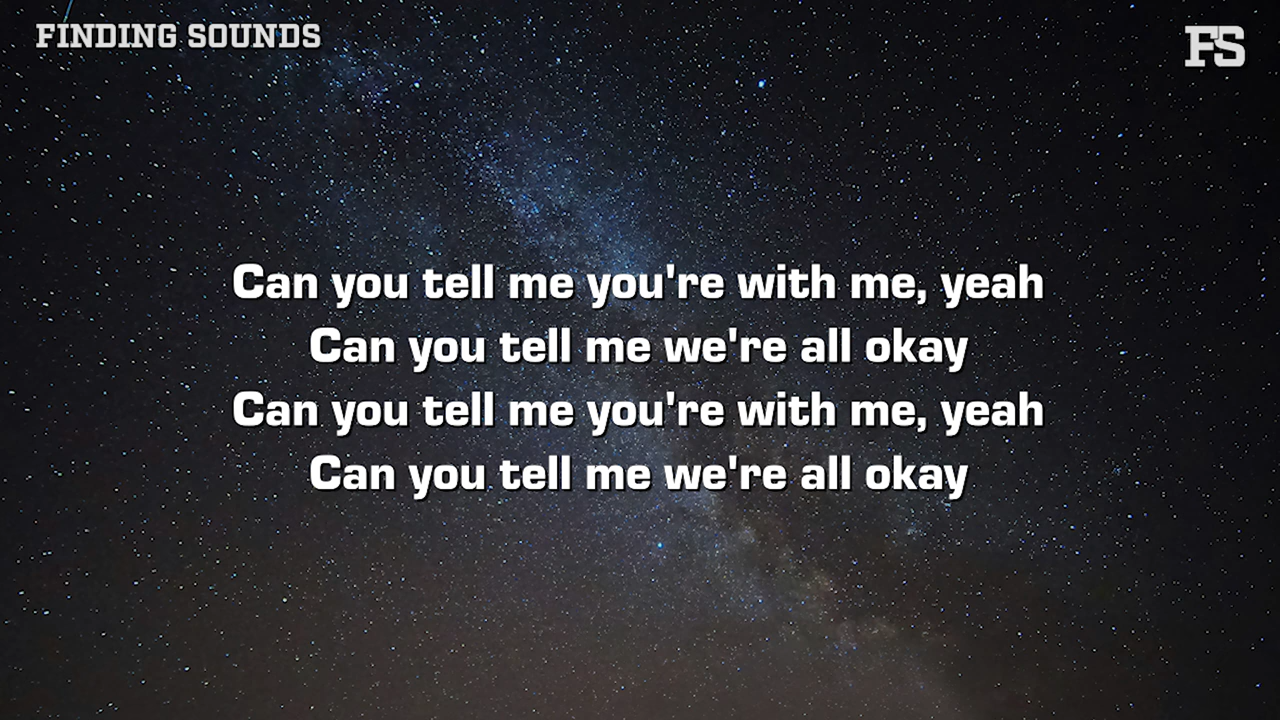 FINDING SOUNDS
FS
Can you tell me you're with me, yeah
Can you tell me we're all okay
Can you tell me you're with me, yeah
Can you tell me we're all okay